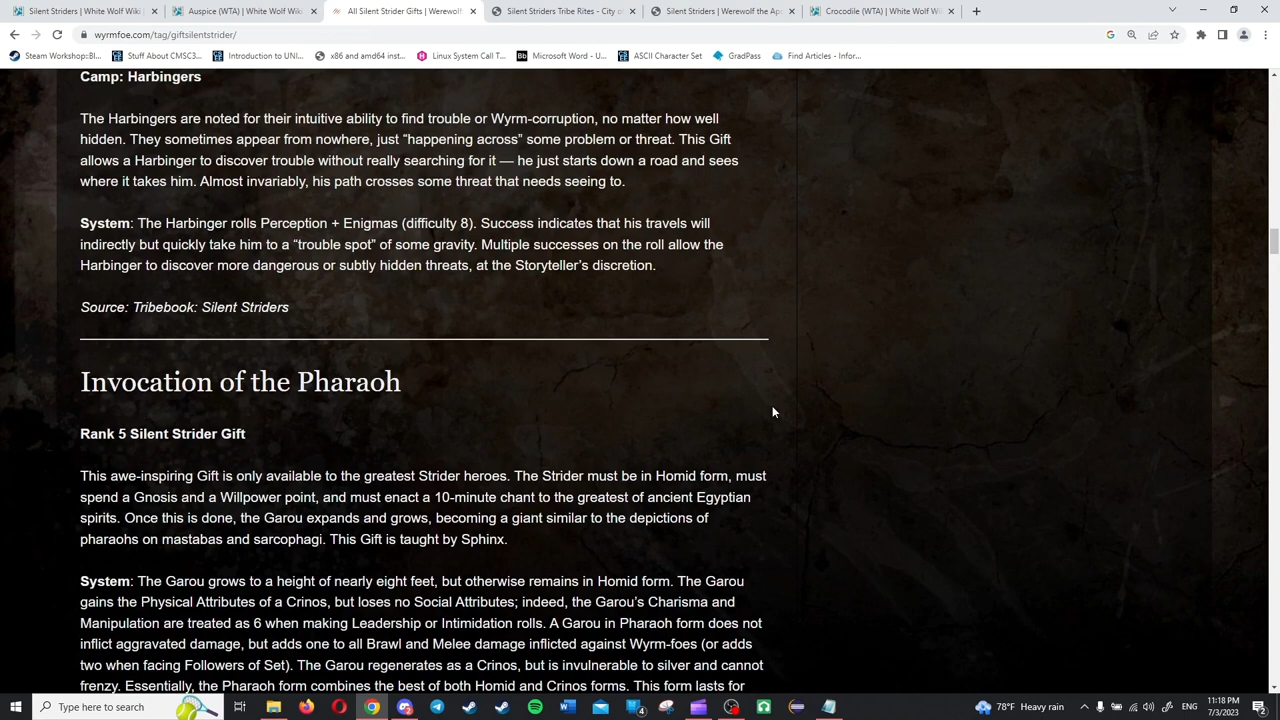 Silent Striders | White Wolf Wiki
Auspice (WTA) | White Wolf Wiki
All Silent Strider Gifts | Werewolf
Silent Striders Tribe Rites - City o
Silent Striders | Werewolf the Apo
Crocodile (WTA) | White Wolf Wi
wyrmfoe.com/tag/giftsilentstrider/
Steam Workshop::Bl...
Stuff About CMSC3...
Introduction to UNI...
x86 and amd64 inst...
Linux System Call T...
Bb Microsoft Word - U...
ASCII Character Set
GradPass
Find Articles - Infor...
Camp: Harbingers
The Harbingers are noted for their intuitive ability to find trouble or Wyrm-corruption, no matter how well
hidden. They sometimes appear from nowhere, just “happening across” some problem or threat. This Gift
allows a Harbinger to discover trouble without really searching for it — he just starts down a road and sees
where it takes him. Almost invariably, his path crosses some threat that needs seeing to.
System: The Harbinger rolls Perception + Enigmas (difficulty 8). Success indicates that his travels will
indirectly but quickly take him to a “trouble spot” of some gravity. Multiple successes on the roll allow the
Harbinger to discover more dangerous or subtly hidden threats, at the Storyteller’s discretion.
Source: Tribebook: Silent Striders
Invocation of the Pharaoh
Rank 5 Silent Strider Gift
This awe-inspiring Gift is only available to the greatest Strider heroes. The Strider must be in Homid form, must
spend a Gnosis and a Willpower point, and must enact a 10-minute chant to the greatest of ancient Egyptian
spirits. Once this is done, the Garou expands and grows, becoming a giant similar to the depictions of
pharaohs on mastabas and sarcophagi. This Gift is taught by Sphinx.
System: The Garou grows to a height of nearly eight feet, but otherwise remains in Homid form. The Garou
gains the Physical Attributes of a Crinos, but loses no Social Attributes; indeed, the Garou’s Charisma and
Manipulation are treated as 6 when making Leadership or Intimidation rolls. A Garou in Pharaoh form does not
inflict aggravated damage, but adds one to all Brawl and Melee damage inflicted against Wyrm-foes (or adds
two when facing Followers of Set). The Garou regenerates as a Crinos, but is invulnerable to silver and cannot
frenzy. Essentially, the Pharaoh form combines the best of both Homid and Crinos forms. This form lasts for
Type here to search
78°F Heavy rain
11:18 PM
7/3/2023